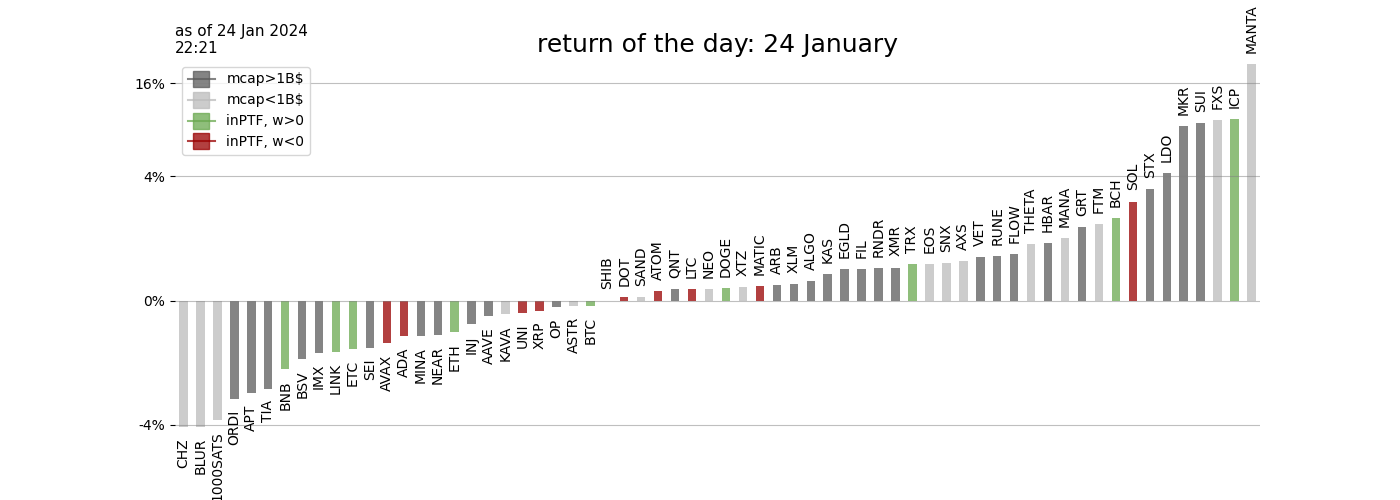 as of 24 Jan 2024
22:21
return of the day: 24 January
mcap>1B$
mcap<1B$
inPTF, w>0
inPTF, w<0
16%
4%
0%
-4%
CHZ
BLUR
1000SATS
ORDI
APT
TIA
BNB
BSV
IMX
LINK
ETC
SEI
AVAX
ADA
MINA
NEAR
ETH
INJ
AAVE
KAVA
UNI
XRP
OP
ASTR
BTC
SHIB
DOT
SAND
ATOM
QNT
LTC
NEO
DOGE
XTZ
MATIC
ARB
XLM
ALGO
KAS
EGLD
FIL
RNDR
XMR
TRX
EOS
SNX
AXS
VET
RUNE
FLOW
THETA
HBAR
MANA
GRT
FTM
BCH
SOL
STX
LDO
MKR
SUI
FXS
ICP
MANTA